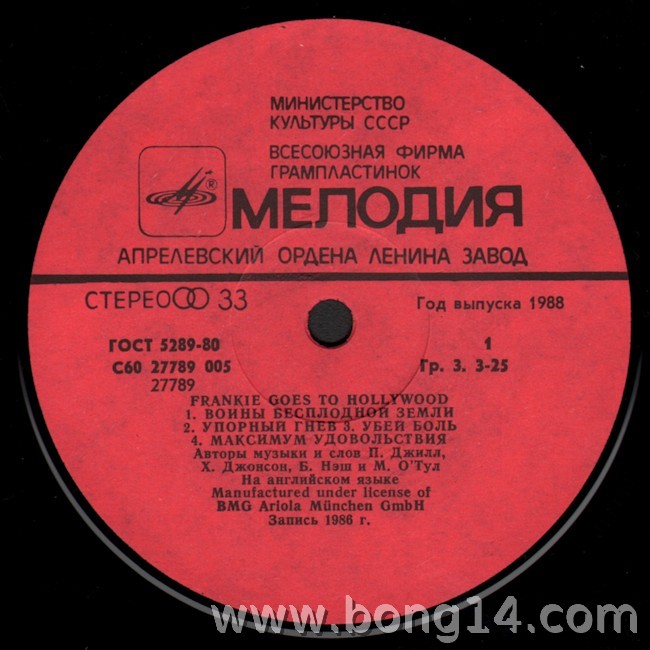 МИНИСТЕРСТВО
КУЛЬТУРЫ СССР
ВСЕСОЮЗНАЯ ФИРМА
ГРАМПЛАСТИНОК
®
МЕЛОДИЯ
АПРЕЛЕВСКИЙ ОРДЕНА ЛЕНИНА ЗАВОД
СТЕРЕО 33
Год выпуска 1988
ГОСТ 5289-80
1
С60 27789 005
Гр. 3. 3-25
27789
FRANKIE GOES TO HOLLYWOOD
1. ВОИНЫ БЕСПЛОДНОЙ ЗЕМЛИ
2. УПОРНЫЙ ГНЕВ 3. УБЕЙ БОЛЬ
4. МАКСИМУМ УДОВОЛЬСТВИЯ
Авторы музыки и слов П. Джилл,
Х. Джонсон, Б. Нэш и М. О'Тул
На английском языке
Manufactured under license of
BMG Ariola München GmbH
Запись 1986 г.
www.bong14.com